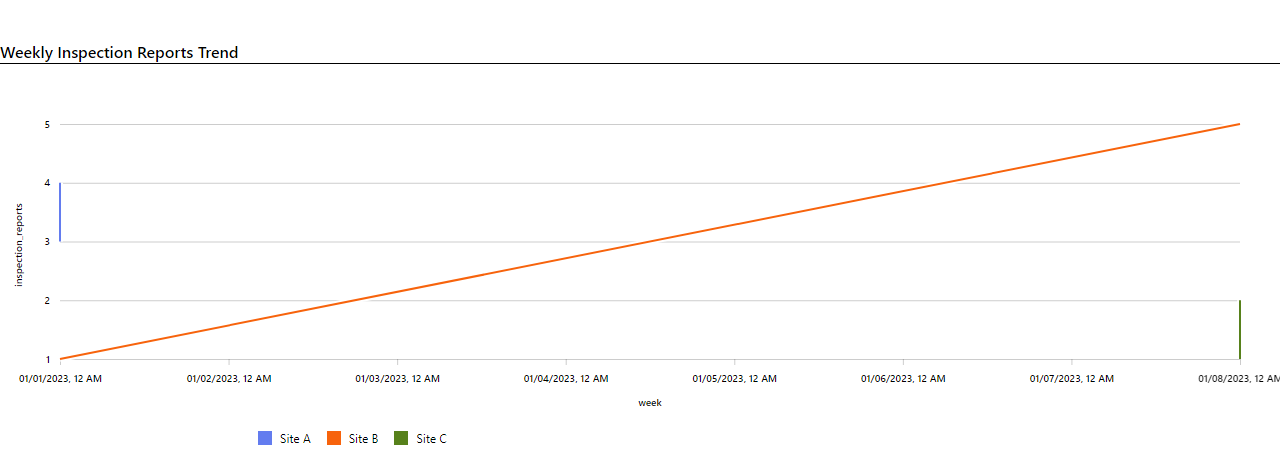 Weekly Inspection Reports Trend
5
4
3
2
1
inspection_reports
01/01/2023, 12 AM
01/02/2023, 12 AM
01/03/2023, 12 AM
01/04/2023, 12 AM
01/05/2023, 12 AM
01/06/2023, 12 AM
01/07/2023, 12 AM
01/08/2023, 12 AM
week
Site A
Site B
Site C